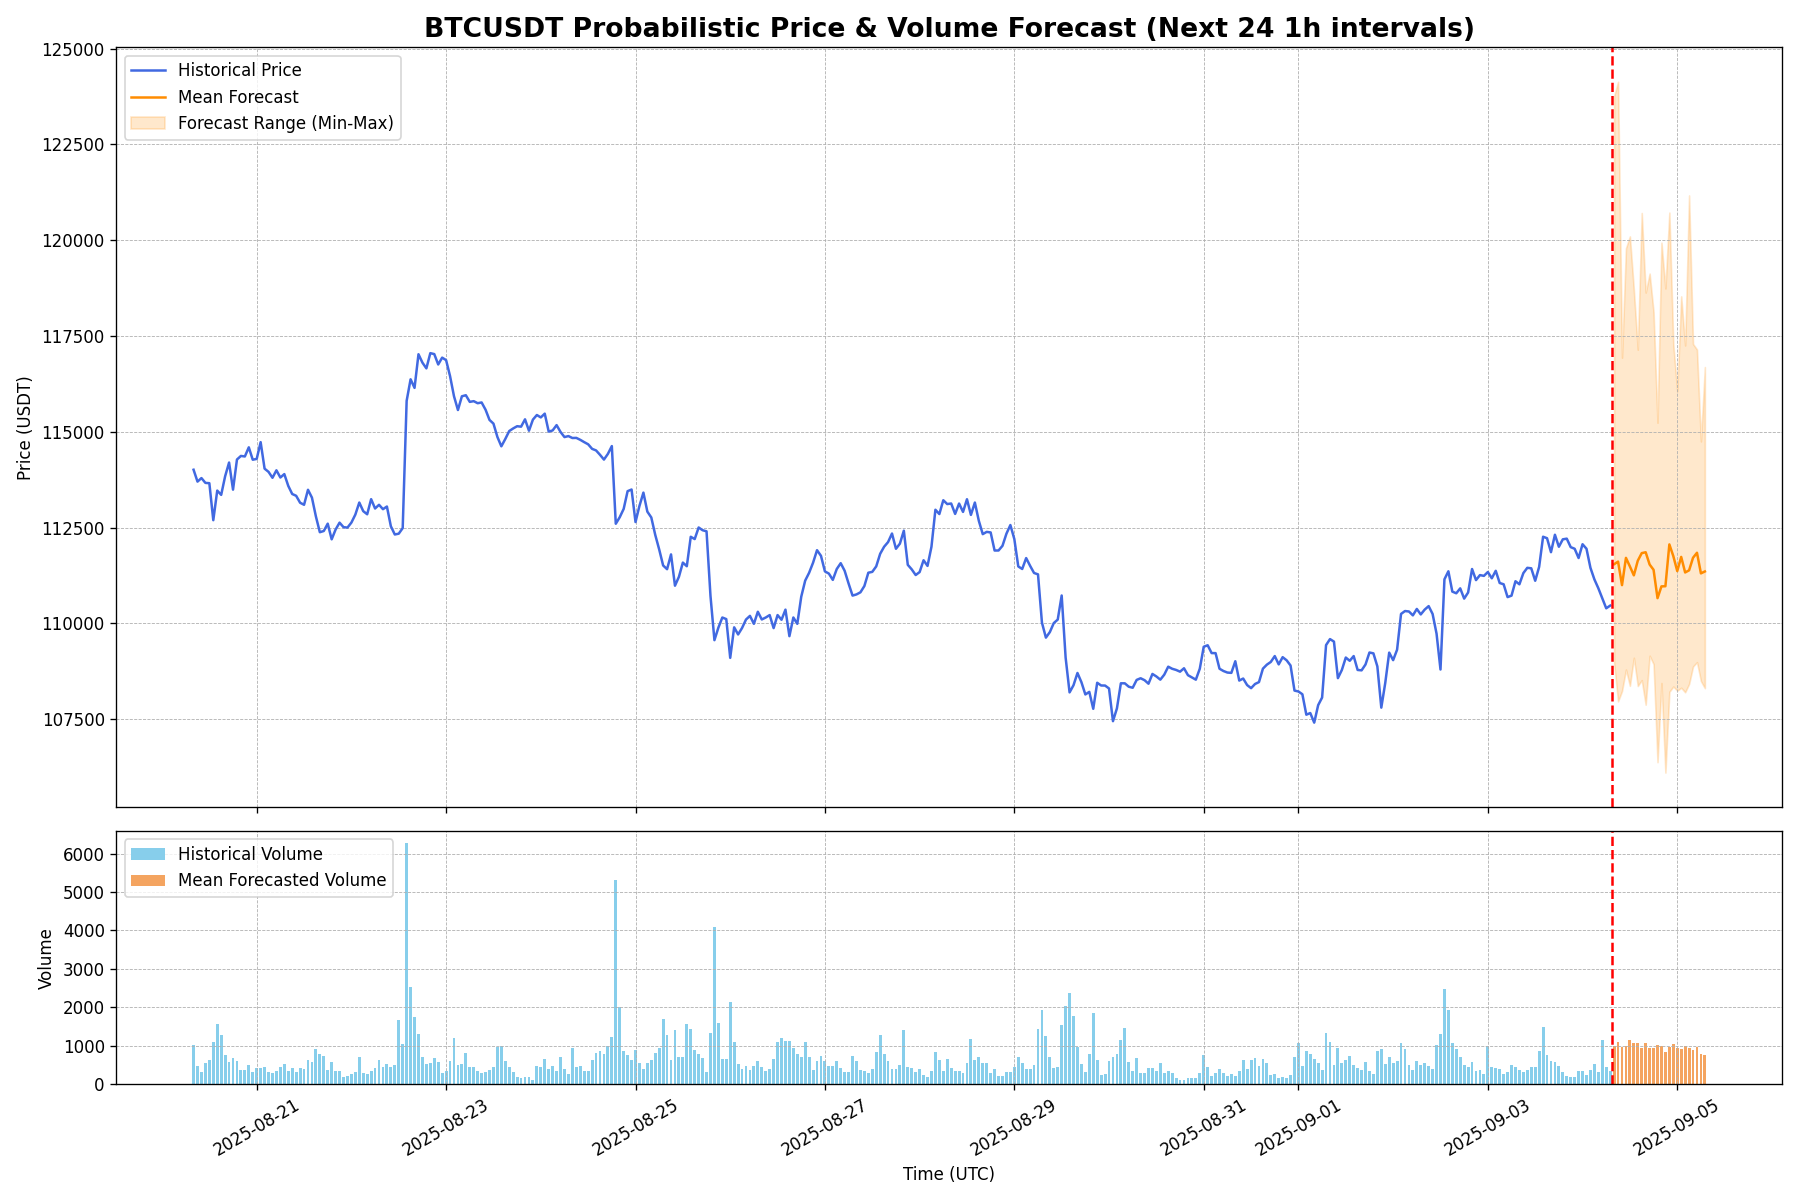 BTCUSDT Probabilistic Price & Volume Forecast (Next 24 1h intervals)
Historical Price
Mean Forecast
Forecast Range (Min-Max)
Price (USDT)
125000
122500
120000
117500
115000
112500
110000
107500
Historical Volume
Mean Forecasted Volume
Volume
6000
5000
4000
3000
2000
1000
0
2025-08-21
2025-08-23
2025-08-25
2025-08-27
2025-08-29
2025-08-31
2025-09-01
2025-09-03
2025-09-05
Time (UTC)